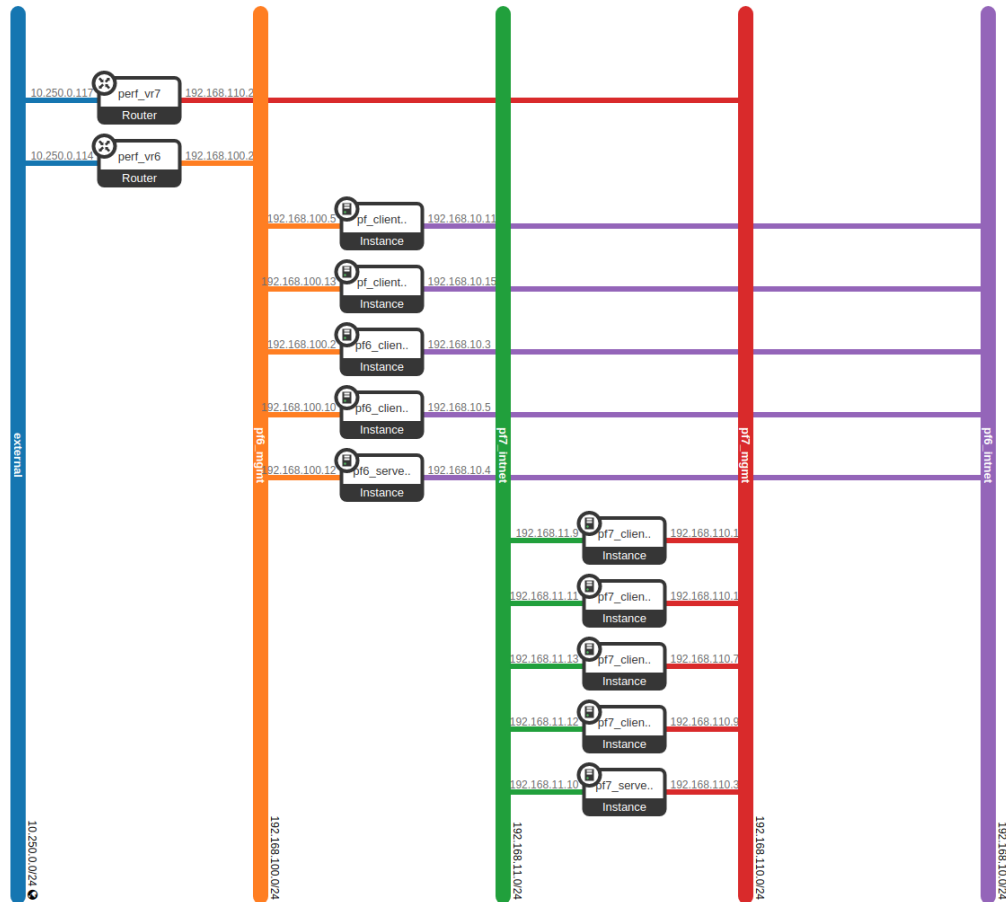 10.250.0.117
perf_vr7
Router
192.168.110.2
10.250.0.114
perf_vr6
Router
192.168.100.2
192.168.100.5
pf_client..
Instance
192.168.10.11
192.168.100.13
pf_client..
Instance
192.168.10.15
192.168.100.2
pf6_clien..
Instance
192.168.10.3
192.168.100.10
pf6_clien..
Instance
192.168.10.5
192.168.100.12
pf6_serve..
Instance
192.168.10.4
external
pf6_mgmt
pf7_intnet
pf7_mgmt
pf6_intnet
192.168.11.9
pf7_clien..
Instance
192.168.110.1
192.168.11.11
pf7_clien..
Instance
192.168.110.1
192.168.11.13
pf7_clien..
Instance
192.168.110.7
192.168.11.12
pf7_clien..
Instance
192.168.110.9
192.168.11.10
pf7_serve..
Instance
192.168.110.3
10.250.0.0/24
192.168.100.0/24
192.168.11.0/24
192.168.110.0/24
192.168.10.0/24